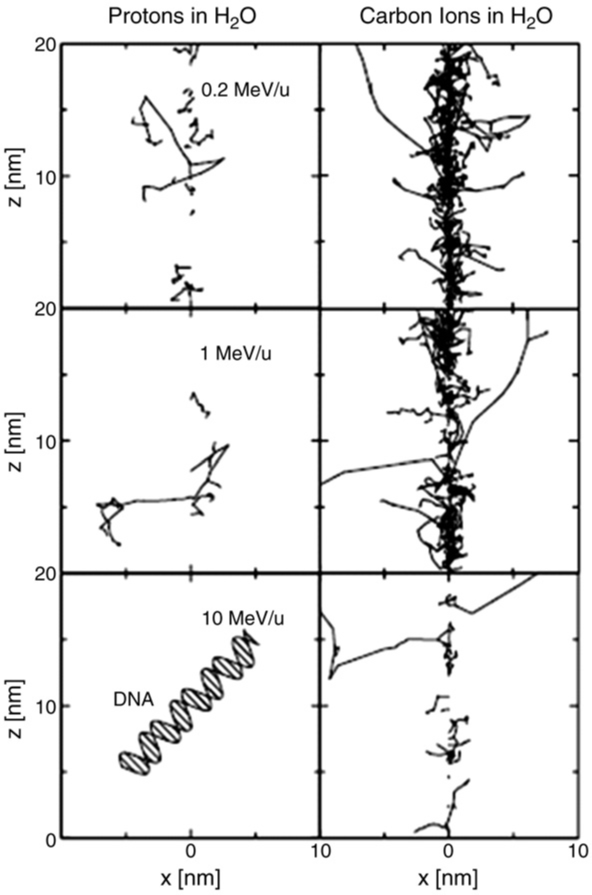 Protons in H₂O
Carbon Ions in H₂O
20
0.2 MeV/u
z [nm]
10
20
1 MeV/u
z [nm]
10
20
10 MeV/u
DNA
z [nm]
10
0
0
10
0
10
x [nm]
x [nm]